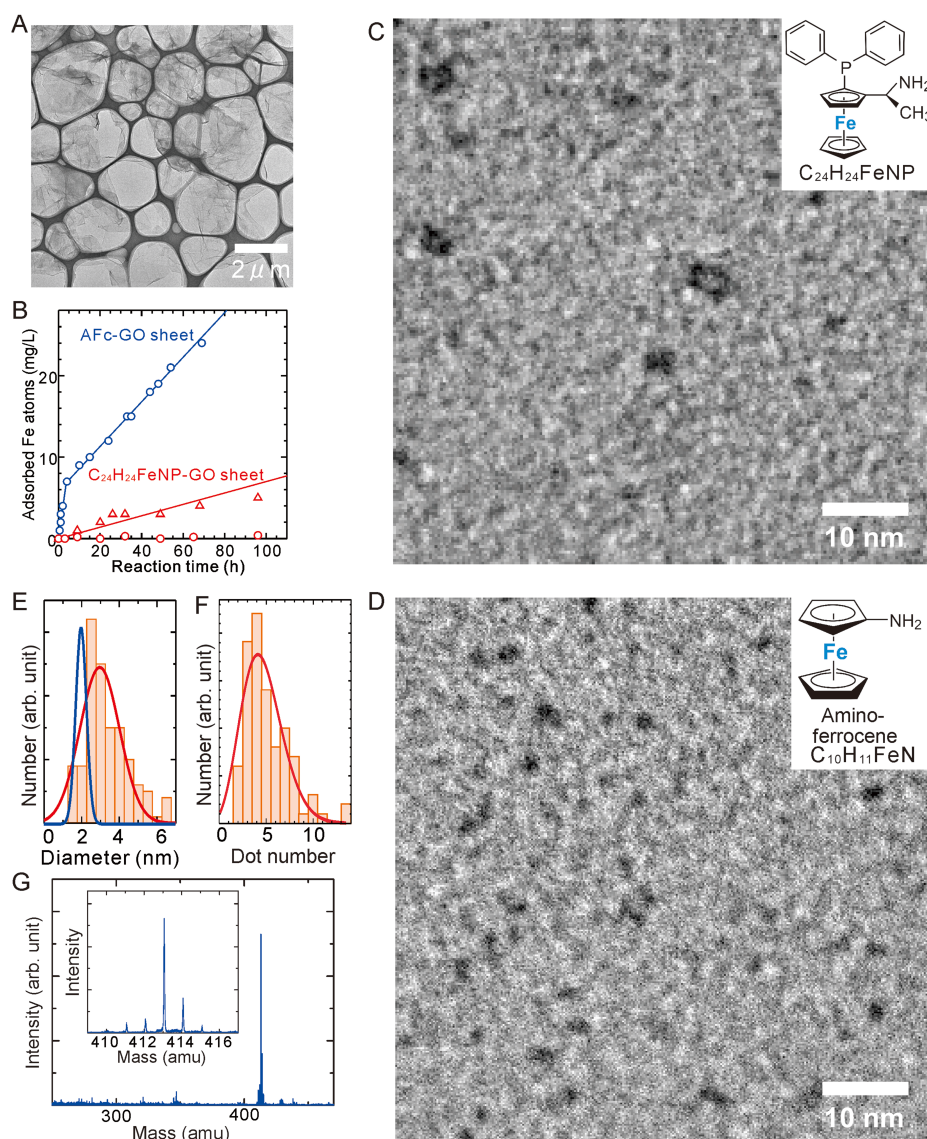 A
2 μm
B
Adsorbed Fe atoms (mg/L)
20
10
0
AFc-GO sheet
C24H24FeNP-GO sheet
0 20 40 60 80 100
Reaction time (h)
C
P
NH2
CH3
Fe
C24H24FeNP
10 nm
D
NH2
Fe
Amino-
ferrocene
C10H11FeN
10 nm
E
Number (arb. unit)
0 2 4 6
Diameter (nm)
F
Number (arb. unit)
0 5 10
Dot number
G
Intensity (arb. unit)
Intensity
410 412 414 416
Mass (amu)
300 400
Mass (amu)